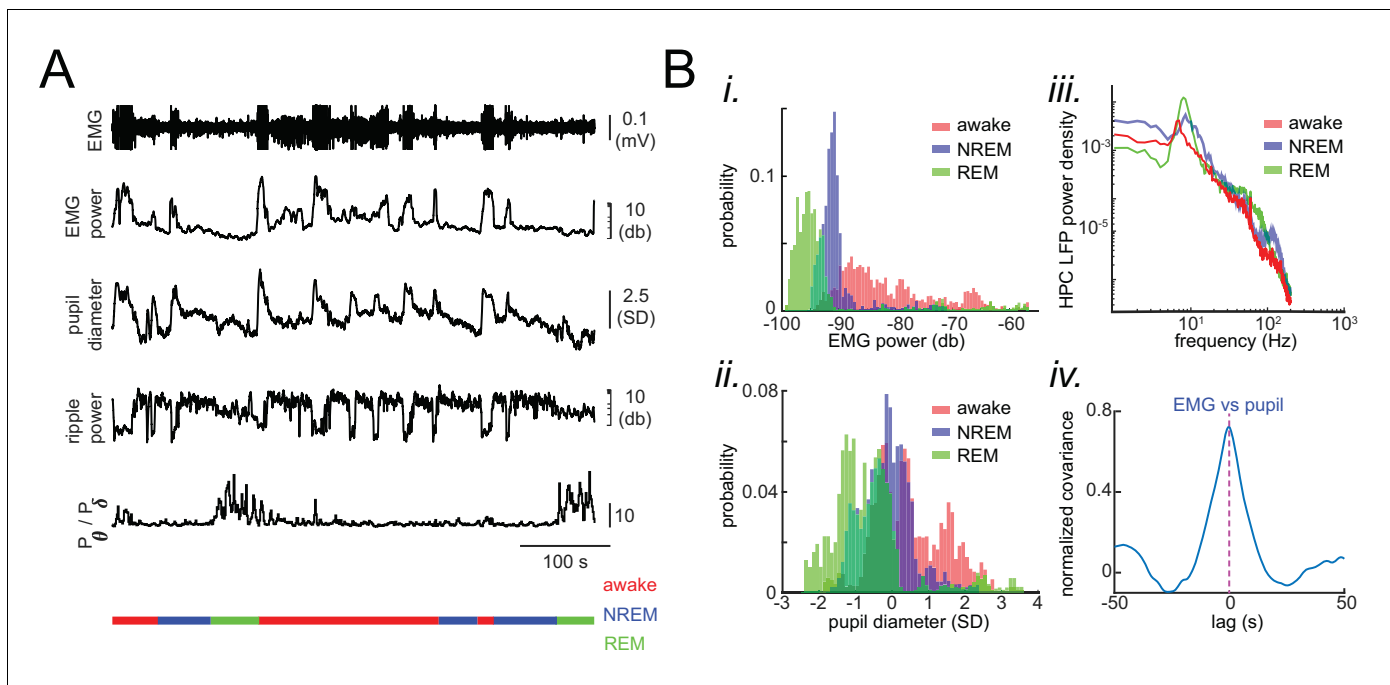 A
EMG
0.1
(mV)
EMG
power
10
(db)
pupil
diameter
2.5
(SD)
ripple
power
10
(db)
Pθ / Pδ
10
100 s
awake
NREM
REM
B
i.
probability
0.1
0
-100 -90 -80 -70 -60
EMG power (db)
awake
NREM
REM
iii.
HPC LFP power density
10-3
10-5
10¹ 10² 10³
frequency (Hz)
awake
NREM
REM
ii.
probability
0.08
0.04
0
-3 -2 -1 0 1 2 3 4
pupil diameter (SD)
awake
NREM
REM
iv.
EMG vs pupil
normalized covariance
0.8
0.4
0
-50 0 50
lag (s)